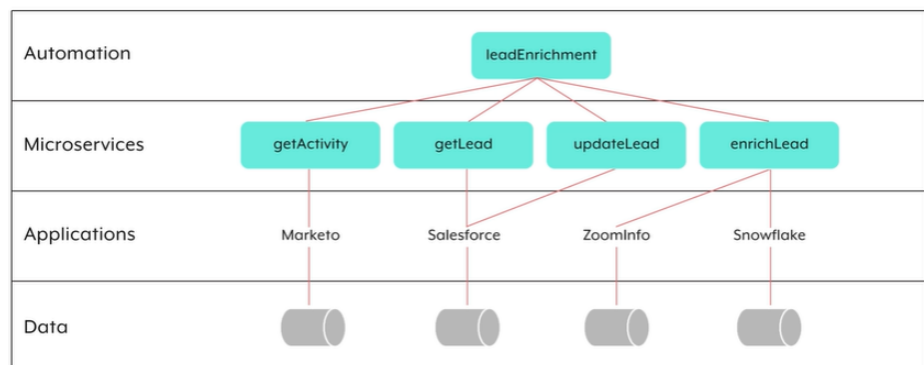 Automation
leadEnrichment
Microservices
getActivity
getLead
updateLead
enrichLead
Applications
Marketo
Salesforce
ZoomInfo
Snowflake
Data